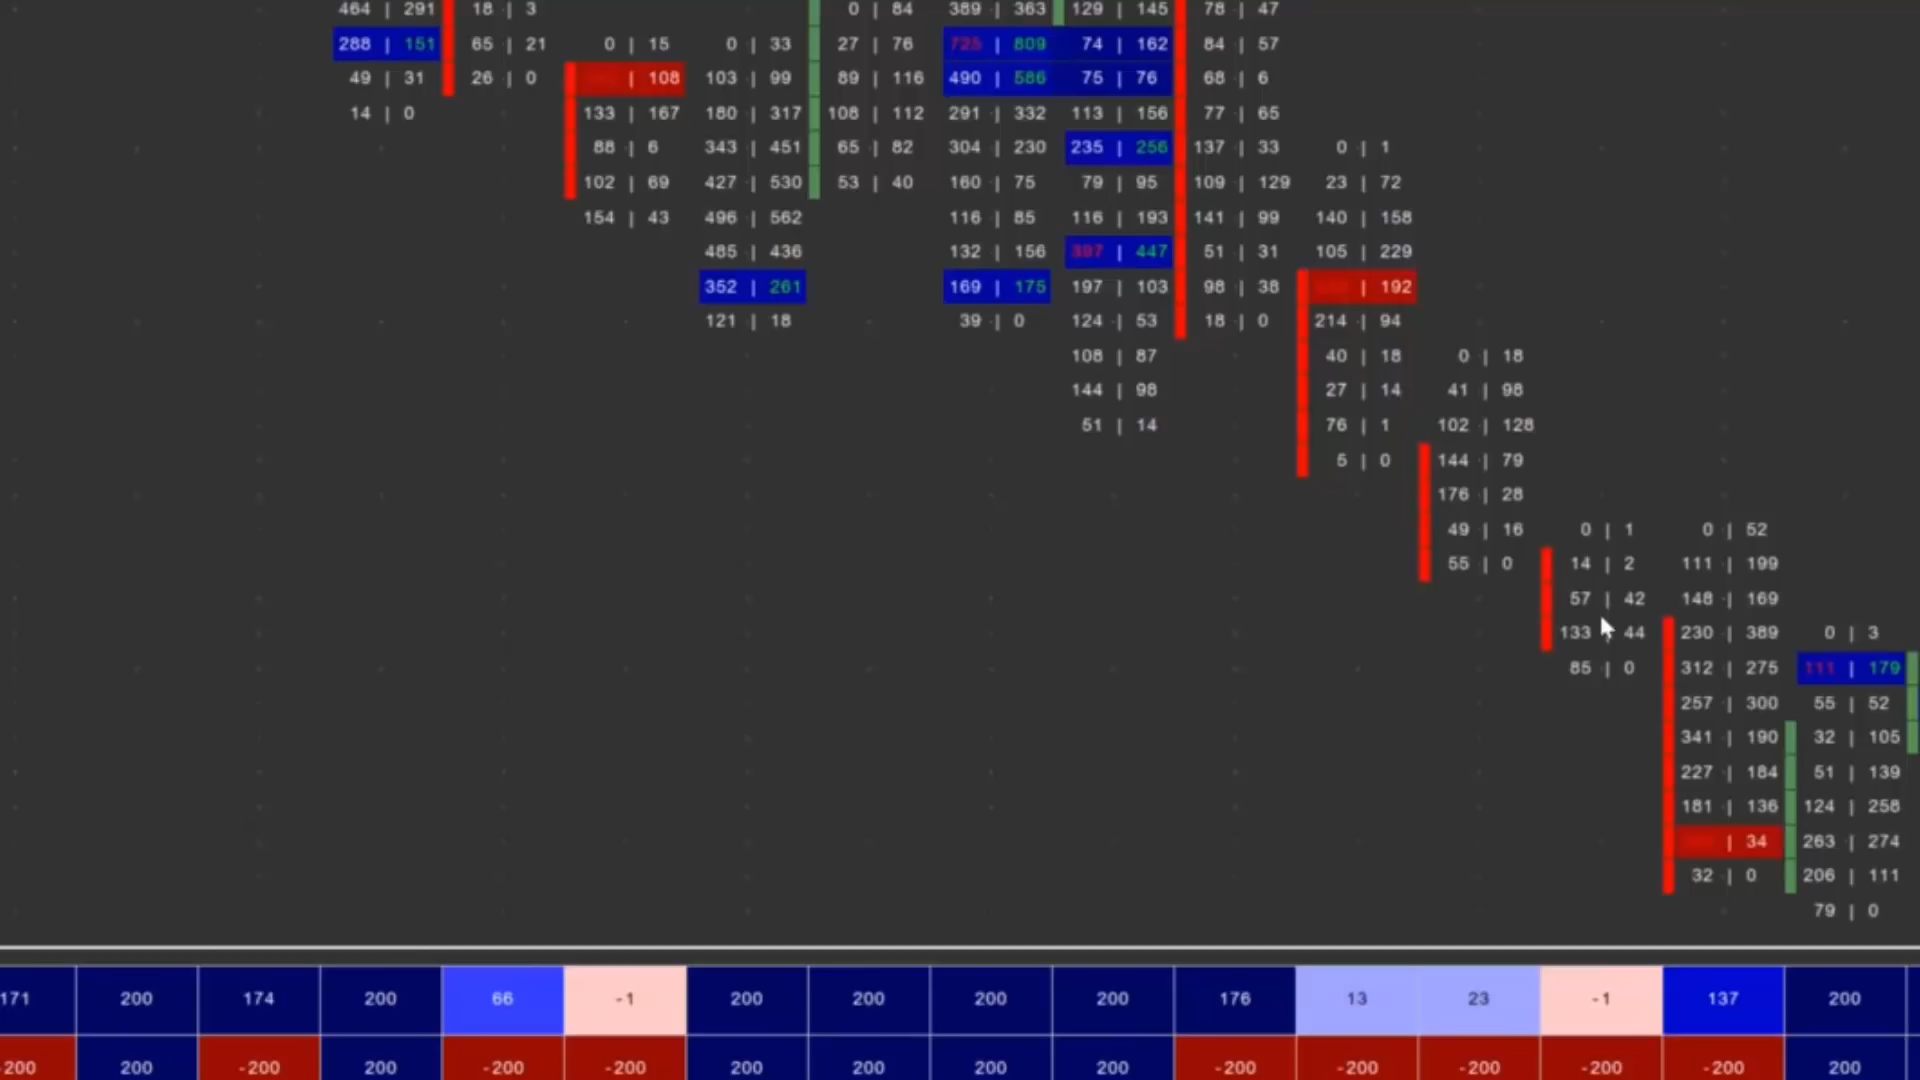 464 | 291 18 | 3 0 | 84 389 | 363 129 | 145 78 | 47
288 | 151 65 | 21 0 | 15 0 | 33 27 | 76 725 | 809 74 | 162 84 | 57
49 | 31 26 | 0 | 108 103 | 99 89 | 116 490 | 586 75 | 76 68 | 6
14 | 0 133 | 167 180 | 317 108 | 112 291 | 332 113 | 156 77 | 65
88 | 6 343 | 451 65 | 82 304 | 230 235 | 256 137 | 33 0 | 1
102 | 69 427 | 530 53 | 40 160 | 75 79 | 95 109 | 129 23 | 72
154 | 43 496 | 562 116 | 85 116 | 193 141 | 99 140 | 158
485 | 436 132 | 156 | 447 51 | 31 105 | 229
352 | 261 169 | 175 197 | 103 98 | 38 | 192
121 | 18 39 | 0 124 | 53 18 | 0 214 | 94
108 | 87 40 | 18 0 | 18
144 | 98 27 | 14 41 | 98
51 | 14 76 | 1 102 | 128
5 | 0 144 | 79
176 | 28
49 | 16 0 | 1 0 | 52
55 | 0 14 | 2 111 | 199
57 | 42 148 | 169
133 | 44 230 | 389 0 | 3
85 | 0 312 | 275 111 | 179
257 | 300 55 | 52
341 | 190 32 | 105
227 | 184 51 | 139
181 | 136 124 | 258
| 34 263 | 274
32 | 0 206 | 111
79 | 0
171 200 174 200 66 -1 200 200 200 200 176 13 23 -1 137 200
-200 200 -200 200 -200 -200 200 200 200 200 -200 -200 -200 -200 -200 200